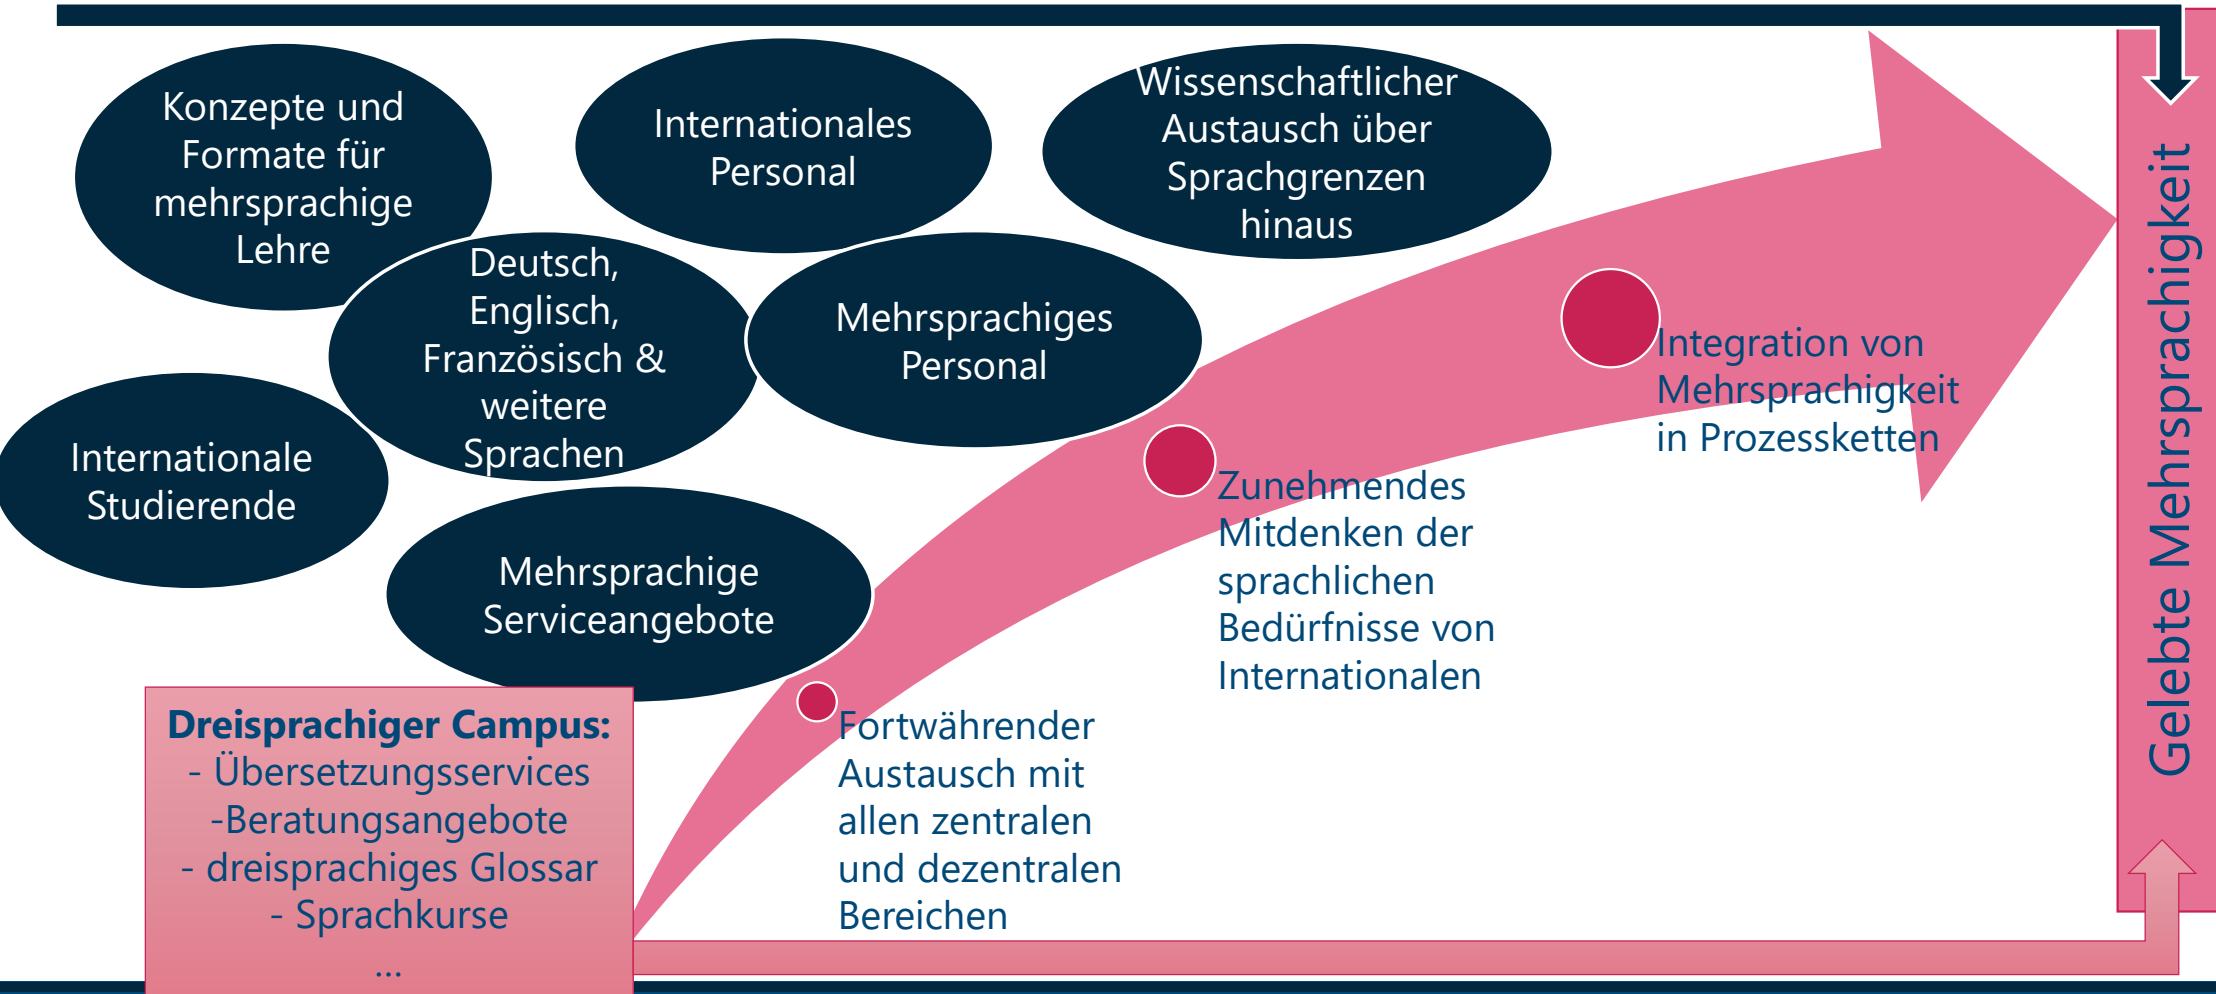 Konzepte und
Formate für
mehrsprachige
Lehre
Internationales
Personal
Wissenschaftlicher
Austausch über
Sprachgrenzen
hinaus
Deutsch,
Englisch,
Französisch &
weitere
Sprachen
Mehrsprachiges
Personal
Internationale
Studierende
Mehrsprachige
Serviceangebote
Integration von
Mehrsprachigkeit
in Prozessketten
Zunehmendes
Mitdenken der
sprachlichen
Bedürfnisse von
Internationalen
Fortwährender
Austausch mit
allen zentralen
und dezentralen
Bereichen
Dreisprachiger Campus:
- Übersetzungsservices
-Beratungsangebote
- dreisprachiges Glossar
- Sprachkurse
...
Gelebte Mehrsprachigkeit